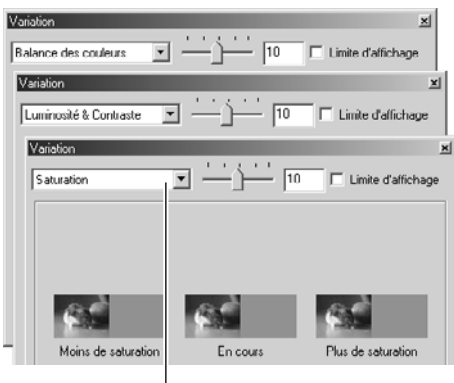 Variation
Balance des couleurs 10 Limite d'affichage
Variation
Luminosité & Contraste 10 Limite d'affichage
Variation
Saturation 10 Limite d'affichage
Moins de saturation En cours Plus de saturation